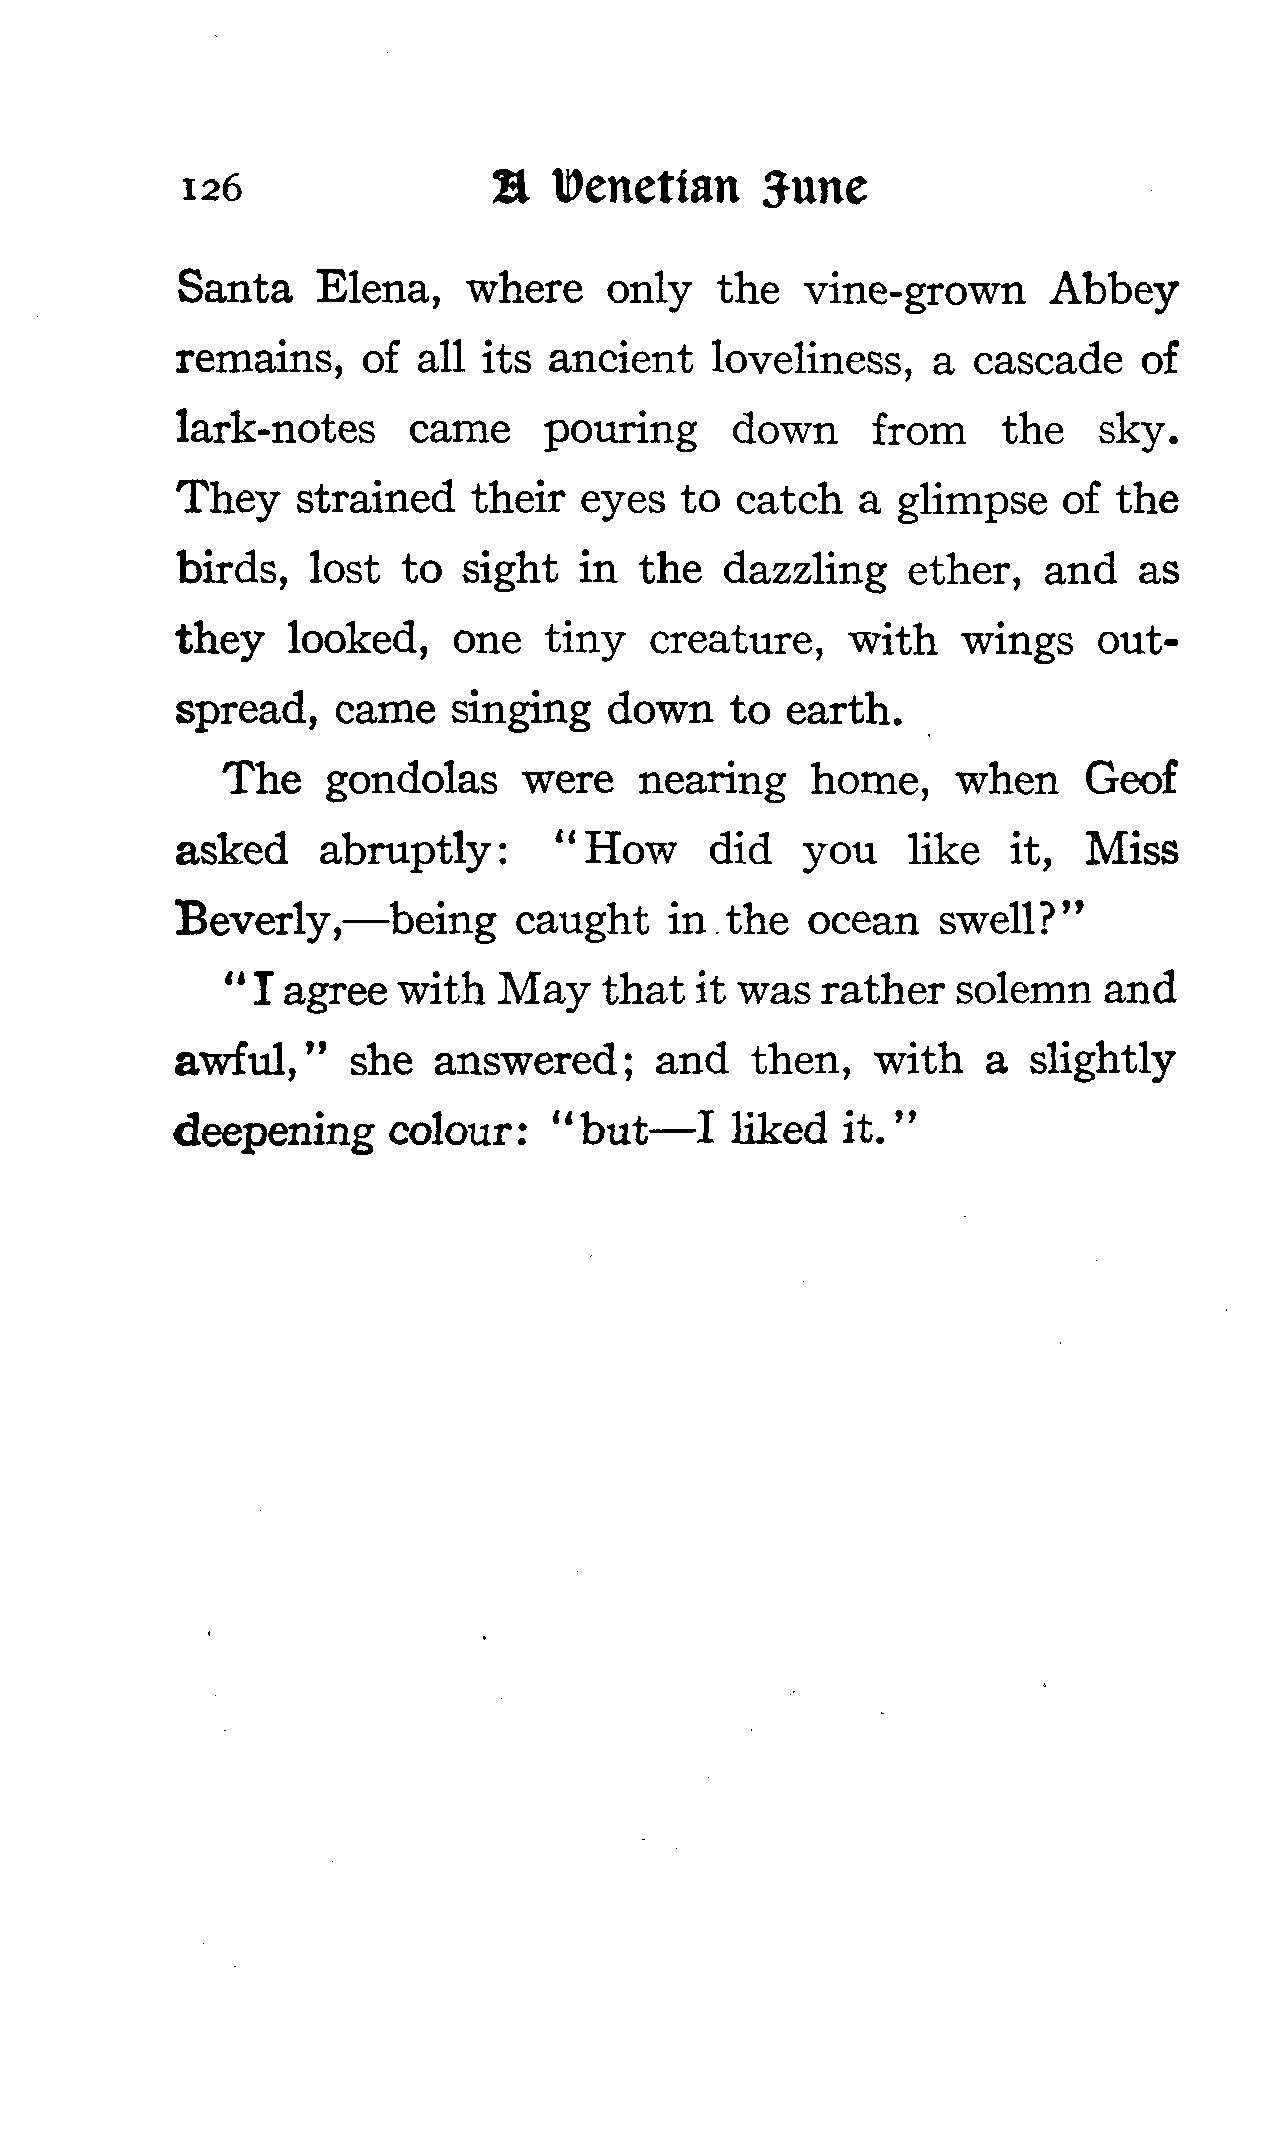 126 A Venetian June
Santa Elena, where only the vine-grown Abbey
remains, of all its ancient loveliness, a cascade of
lark-notes came pouring down from the sky.
They strained their eyes to catch a glimpse of the
birds, lost to sight in the dazzling ether, and as
they looked, one tiny creature, with wings out-
spread, came singing down to earth.
The gondolas were nearing home, when Geof
asked abruptly: "How did you like it, Miss
Beverly,—being caught in the ocean swell?"
"I agree with May that it was rather solemn and
awful," she answered; and then, with a slightly
deepening colour: "but—I liked it."